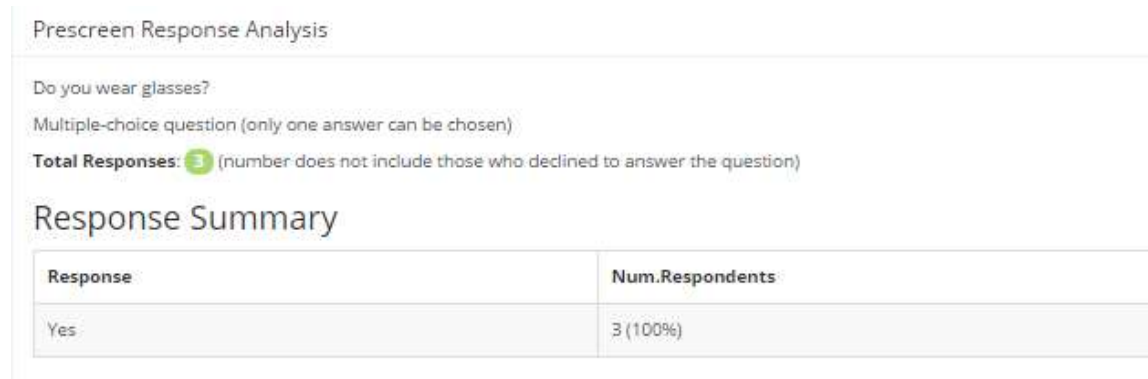 Prescreen Response Analysis
Do you wear glasses?
Multiple-choice question (only one answer can be chosen)
Total Responses: 3 (number does not include those who declined to answer the question)
Response Summary
Response Num.Respondents
Yes 3 (100%)